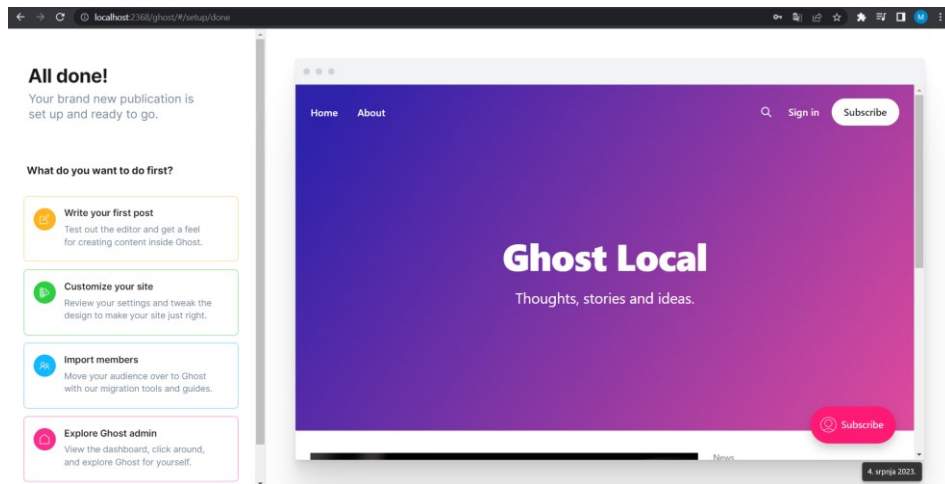 localhost:2368/ghost/#/setup/done
M
All done!
Your brand new publication is
set up and ready to go.
What do you want to do first?
Write your first post
Test out the editor and get a feel
for creating content inside Ghost.
Customize your site
Review your settings and tweak the
design to make your site just right.
Import members
Move your audience over to Ghost
with our migration tools and guides.
Explore Ghost admin
View the dashboard, click around,
and explore Ghost for yourself.
Home About Sign in Subscribe
Ghost Local
Thoughts, stories and ideas.
Subscribe
News
4. srpnja 2023.